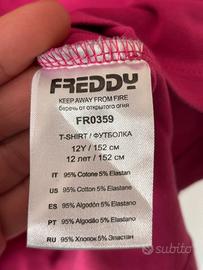 FREDDY
KEEP AWAY FROM FIRE
беречь от открытого огня
FR0359
T-SHIRT / ФУТБОЛКА
12Y / 152 cm
12 лет / 152 см
IT 95% Cotone 5% Elastano
US 95% Cotton 5% Elastane
ES 95% Algodón 5% Elastano
PT 95% Algodão 5% Elastano
RU 95% Хлопок 5% Эластан
subito